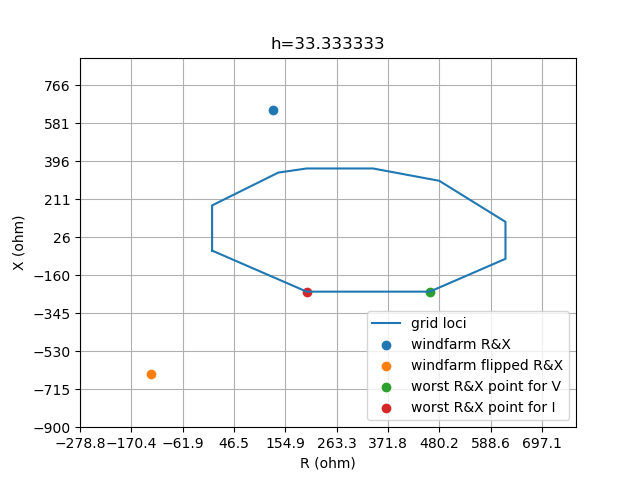 h=33.333333
766
581
396
211
26
−160
−345
−530
−715
−900
X (ohm)
−278.8
−170.4
−61.9
46.5
154.9
263.3
371.8
480.2
588.6
697.1
R (ohm)
grid loci
windfarm R&X
windfarm flipped R&X
worst R&X point for V
worst R&X point for I